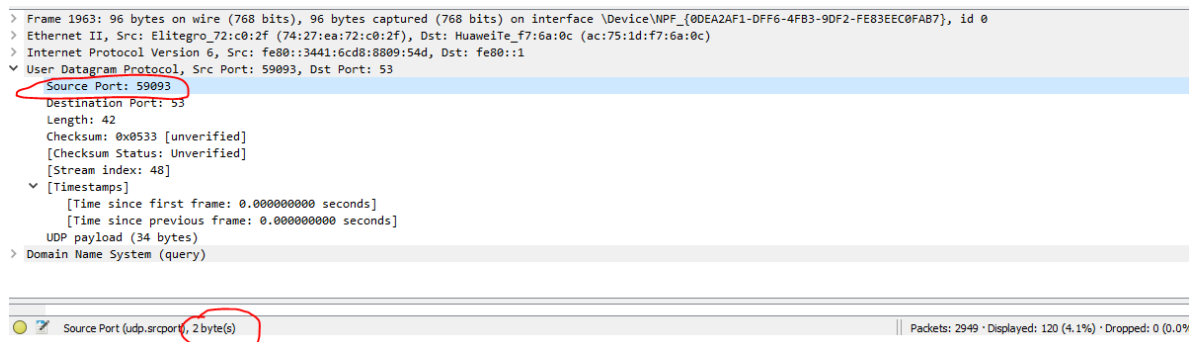 > Frame 1963: 96 bytes on wire (768 bits), 96 bytes captured (768 bits) on interface \Device\NPF_{0DEA2AF1-DFF6-4FB3-9DF2-FE83EEC0FAB7}, id 0
> Ethernet II, Src: Elitegro_72:c0:2f (74:27:ea:72:c0:2f), Dst: HuaweiTe_f7:6a:0c (ac:75:1d:f7:6a:0c)
> Internet Protocol Version 6, Src: fe80::3441:6cd8:8809:54d, Dst: fe80::1
User Datagram Protocol, Src Port: 59093, Dst Port: 53
Source Port: 59093
Destination Port: 53
Length: 42
Checksum: 0x0533 [unverified]
[Checksum Status: Unverified]
[Stream index: 48]
[Timestamps]
[Time since first frame: 0.000000000 seconds]
[Time since previous frame: 0.000000000 seconds]
UDP payload (34 bytes)
> Domain Name System (query)
Source Port (udp.srcport), 2 byte(s) Packets: 2949 · Displayed: 120 (4.1%) · Dropped: 0 (0.0%